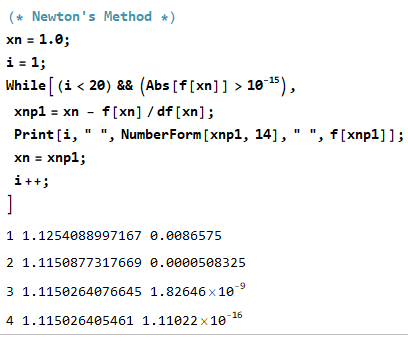 (* Newton's Method *)
xn = 1.0;
i = 1;
While[(i < 20) && (Abs[f[xn]] > 10⁻¹⁵),
xnp1 = xn - f[xn] / df[xn];
Print[i, " ", NumberForm[xnp1, 14], " ", f[xnp1]];
xn = xnp1;
i++;
]
1 1.1254088997167 0.0086575
2 1.1150877317669 0.0000508325
3 1.1150264076645 1.82646×10⁻⁹
4 1.115026405461 1.11022×10⁻¹⁶